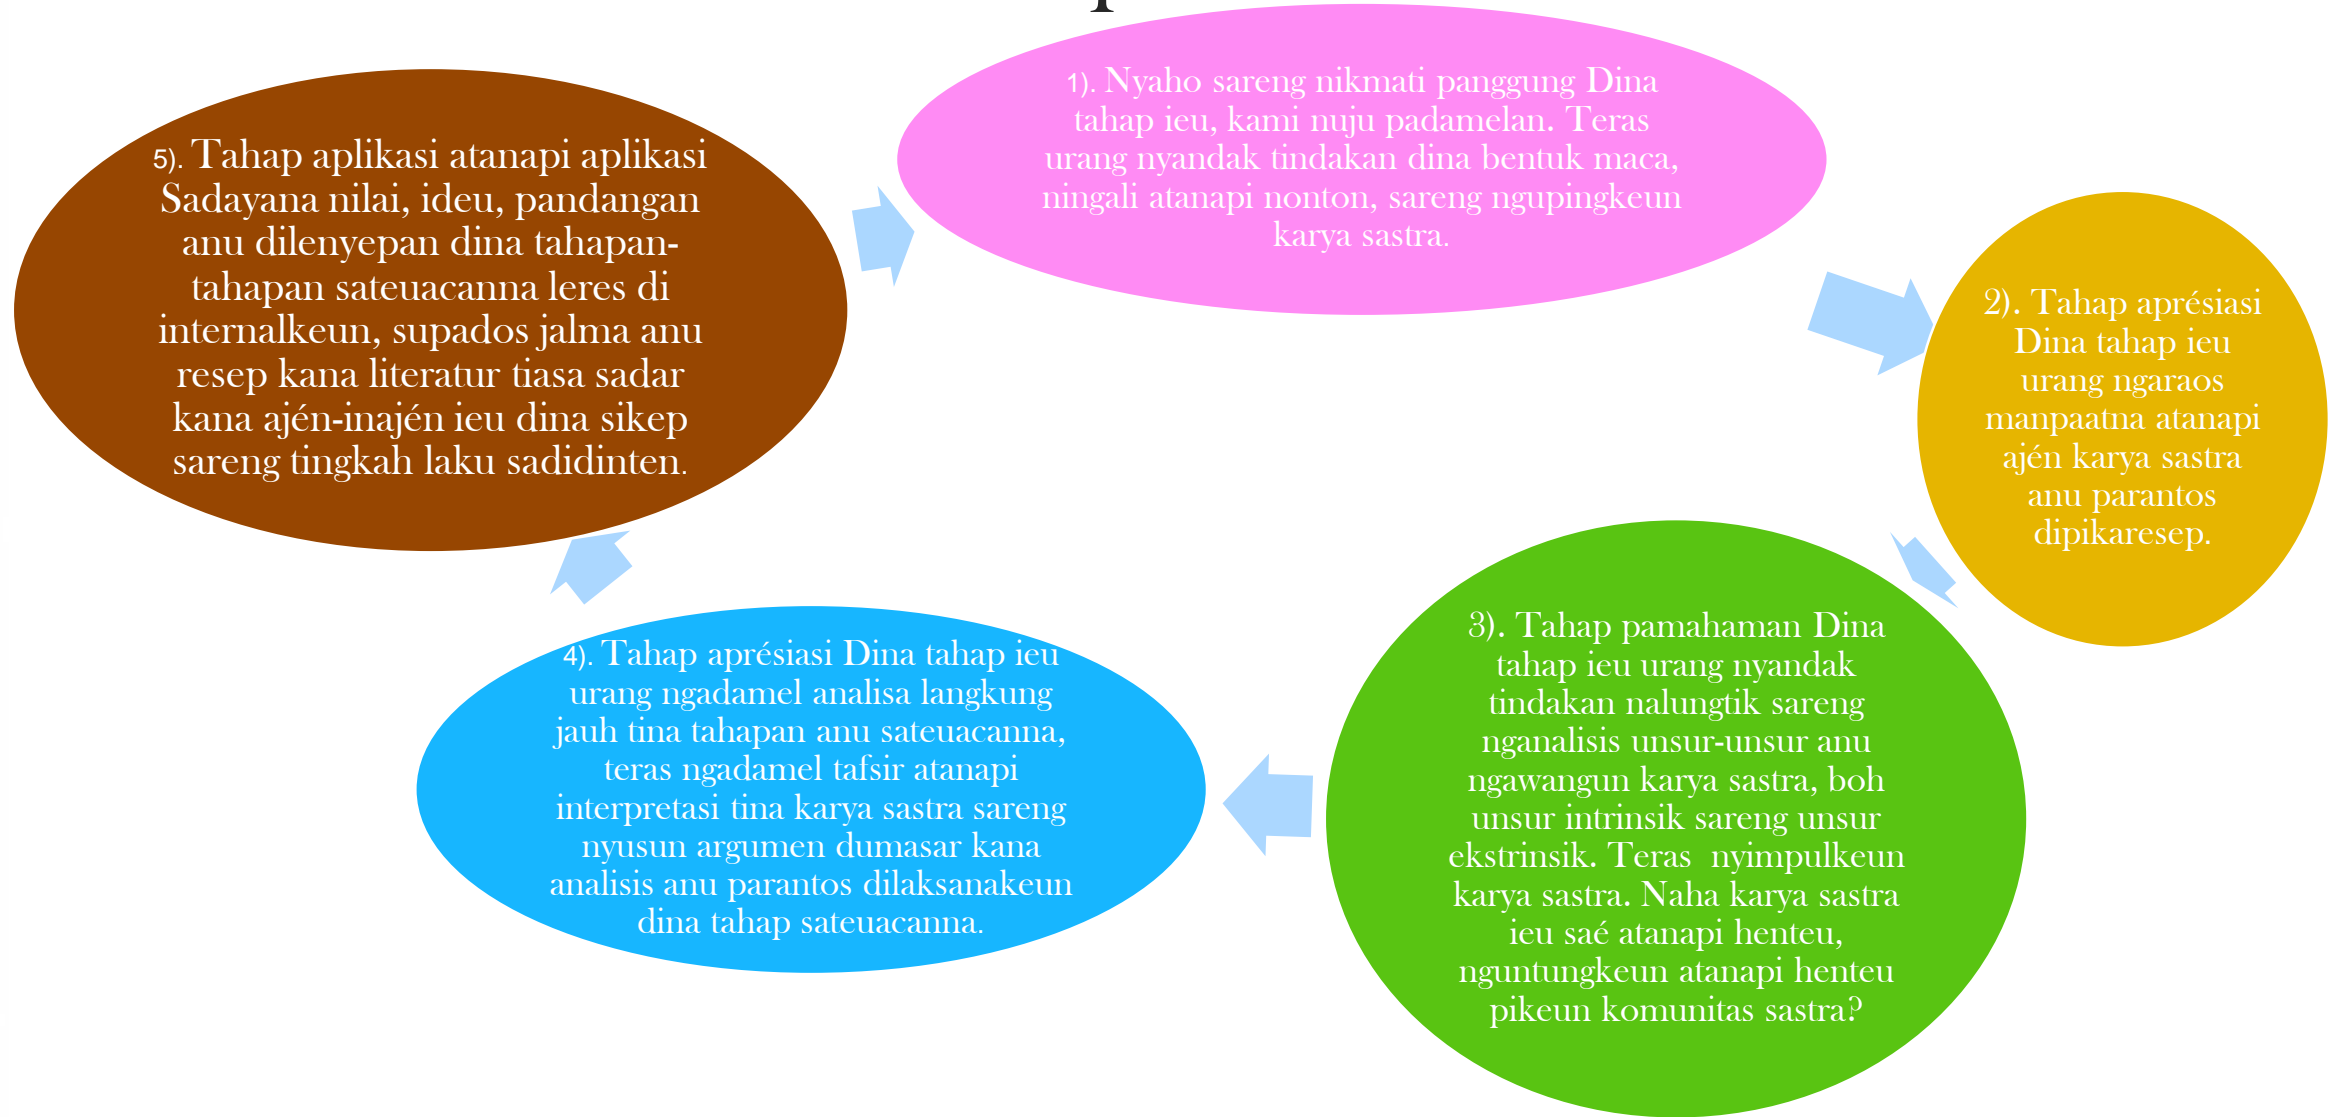 1). Nyaho sareng nikmati panggung Dina
tahap ieu, kami nuju padamelan. Teras
urang nyandak tindakan dina bentuk maca,
ningali atanapi nonton, sareng ngupingkeun
karya sastra.
2). Tahap aprésiasi
Dina tahap ieu
urang ngaraos
manpaatna atanapi
ajén karya sastra
anu parantos
dipikaresep.
3). Tahap pamahaman Dina
tahap ieu urang nyandak
tindakan nalungtik sareng
nganalisis unsur-unsur anu
ngawangun karya sastra, boh
unsur intrinsik sareng unsur
ekstrinsik. Teras  nyimpulkeun
karya sastra. Naha karya sastra
ieu saé atanapi henteu,
nguntungkeun atanapi henteu
pikeun komunitas sastra?
4). Tahap aprésiasi Dina tahap ieu
urang ngadamel analisa langkung
jauh tina tahapan anu sateuacanna,
teras ngadamel tafsir atanapi
interpretasi tina karya sastra sareng
nyusun argumen dumasar kana
analisis anu parantos dilaksanakeun
dina tahap sateuacanna.
5). Tahap aplikasi atanapi aplikasi
Sadayana nilai, ideu, pandangan
anu dilenyepan dina tahapan-
tahapan sateuacanna leres di
internalkeun, supados jalma anu
resep kana literatur tiasa sadar
kana ajén-inajén ieu dina sikep
sareng tingkah laku sadidinten.